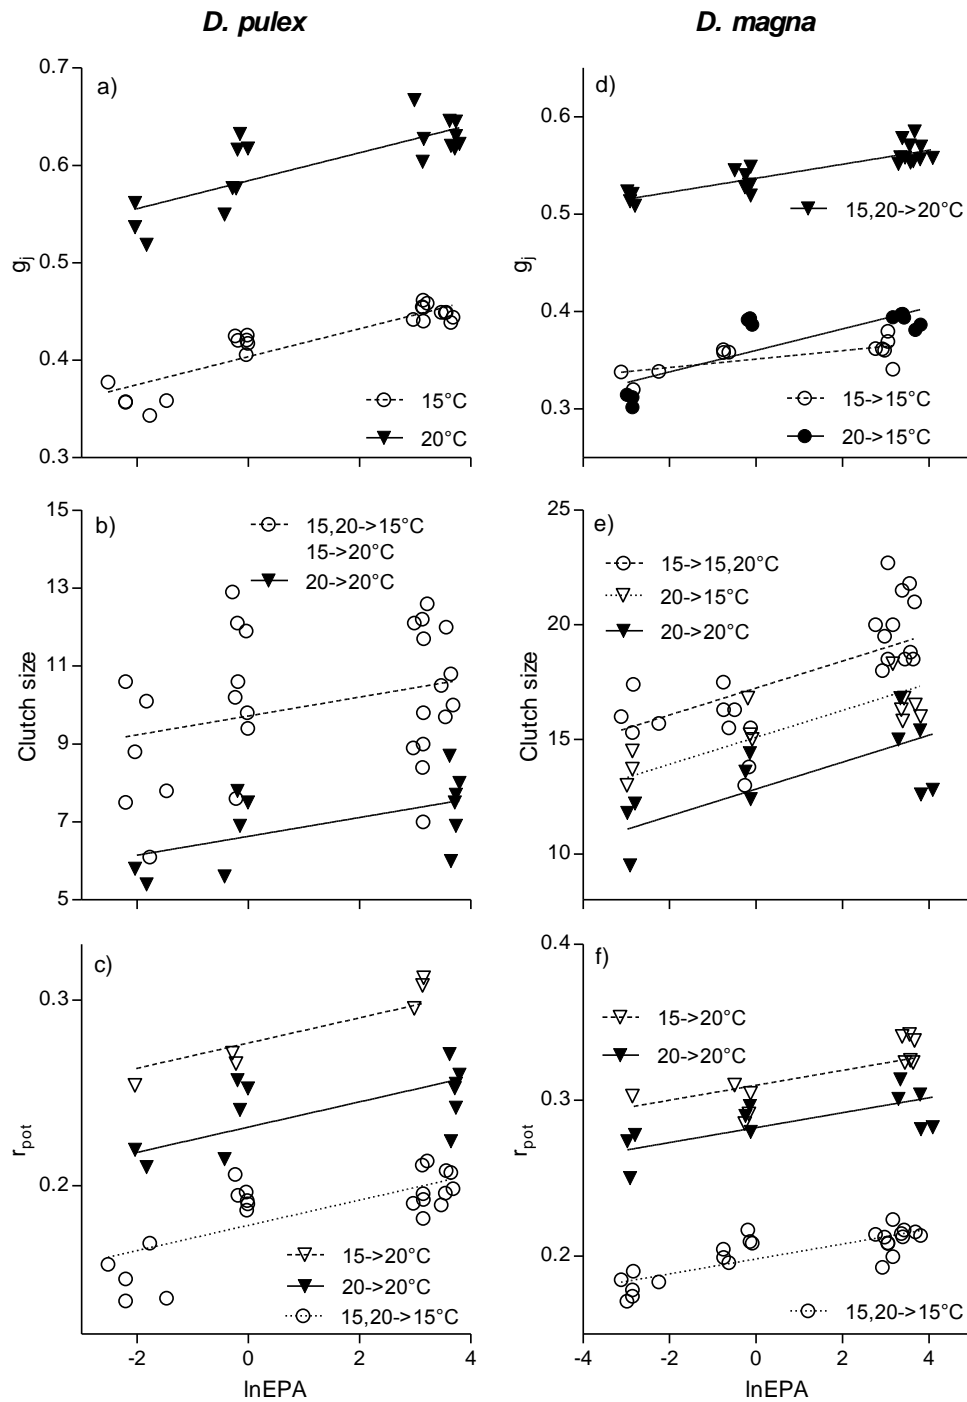 D. pulex
D. magna
a)
0.7
0.6
0.5
0.4
0.3
gj
15°C
20°C
d)
0.6
0.5
0.4
0.3
gj
15,20->20°C
15->15°C
20->15°C
b)
15
13
11
9
7
5
Clutch size
15,20->15°C
15->20°C
20->20°C
e)
25
20
15
10
Clutch size
15->15,20°C
20->15°C
20->20°C
c)
0.3
0.2
rpot
15->20°C
20->20°C
15,20->15°C
-2 0 2 4
lnEPA
f)
0.4
0.3
0.2
rpot
15->20°C
20->20°C
15,20->15°C
-4 -2 0 2 4
lnEPA